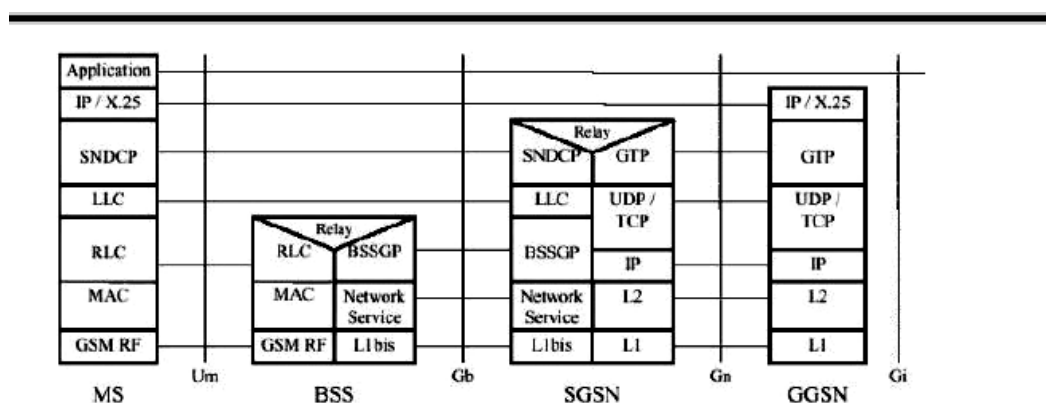 Application
IP / X.25
SNDCP
LLC
RLC
MAC
GSM RF
MS
Um
Relay
RLC
BSSGP
MAC
Network
Service
GSM RF
L1bis
BSS
Gb
Relay
SNDCP
GTP
LLC
UDP /
TCP
BSSGP
IP
Network
Service
L2
L1bis
L1
SGSN
Gn
IP / X.25
GTP
UDP /
TCP
IP
L2
L1
GGSN
Gi